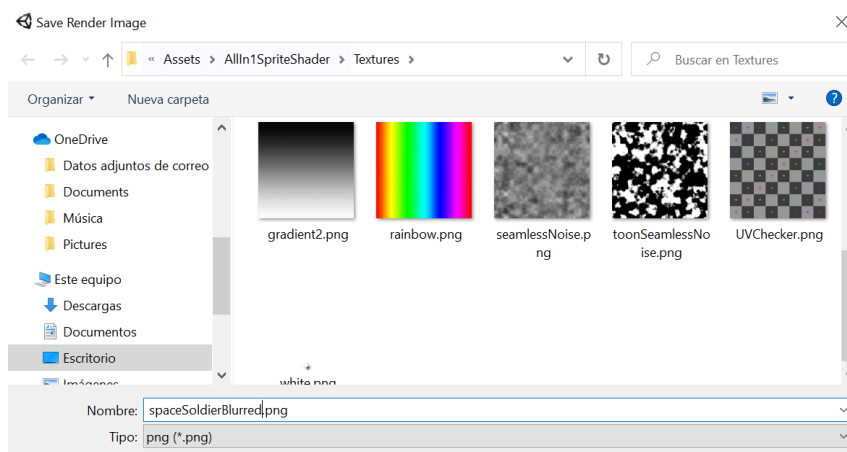 Save Render Image
« Assets > AllIn1SpriteShader > Textures >
Buscar en Textures
Organizar
Nueva carpeta
OneDrive
Datos adjuntos de correo
Documents
Música
Pictures
Este equipo
Descargas
Documentos
Escritorio
Imágenes
gradient2.png
rainbow.png
seamlessNoise.p
ng
toonSeamlessNo
ise.png
UVChecker.png
white.png
Nombre: spaceSoldierBlurred.png
Tipo: png (*.png)